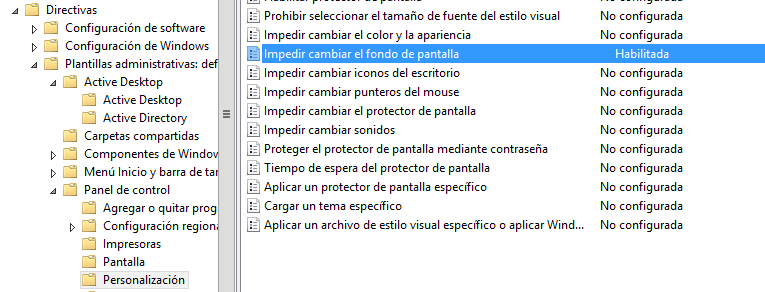 Directivas
Configuración de software
Configuración de Windows
Plantillas administrativas: def
Active Desktop
Active Desktop
Active Directory
Carpetas compartidas
Componentes de Window
Menú Inicio y barra de tar
Panel de control
Agregar o quitar prog
Configuración regiona
Impresoras
Pantalla
Personalización
Prohibir seleccionar el tamaño de fuente del estilo visual No configurada
Impedir cambiar el color y la apariencia No configurada
Impedir cambiar el fondo de pantalla Habilitada
Impedir cambiar iconos del escritorio No configurada
Impedir cambiar punteros del mouse No configurada
Impedir cambiar el protector de pantalla No configurada
Impedir cambiar sonidos No configurada
Proteger el protector de pantalla mediante contraseña No configurada
Tiempo de espera del protector de pantalla No configurada
Aplicar un protector de pantalla específico No configurada
Cargar un tema específico No configurada
Aplicar un archivo de estilo visual específico o aplicar Wind... No configurada